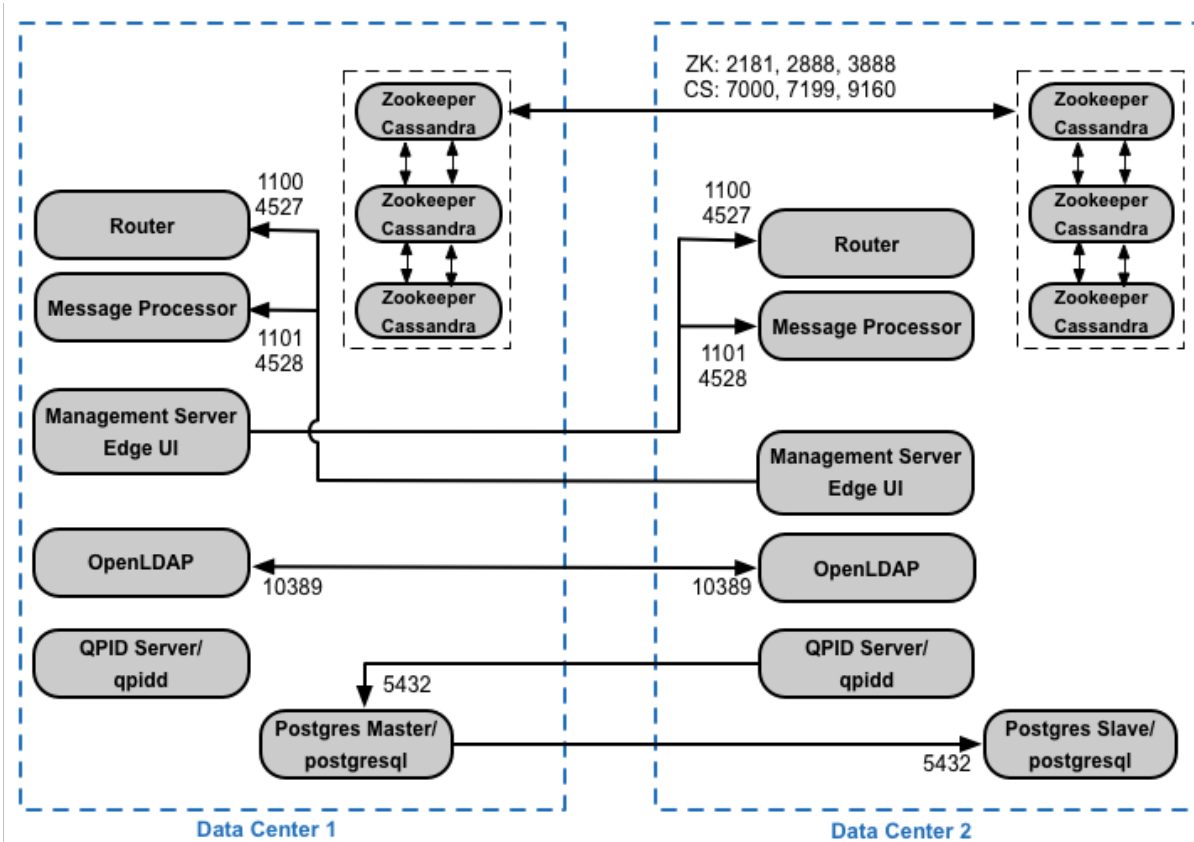 ZK: 2181, 2888, 3888
CS: 7000, 7199, 9160
Zookeeper
Cassandra
Zookeeper
Cassandra
Zookeeper
Cassandra
Zookeeper
Cassandra
Zookeeper
Cassandra
Zookeeper
Cassandra
1100
4527
Router
Message Processor
1101
4528
Management Server
Edge UI
1100
4527
Router
Message Processor
1101
4528
Management Server
Edge UI
OpenLDAP
10389
10389
OpenLDAP
QPID Server/
qpidd
QPID Server/
qpidd
5432
Postgres Master/
postgresql
5432
Postgres Slave/
postgresql
Data Center 1
Data Center 2